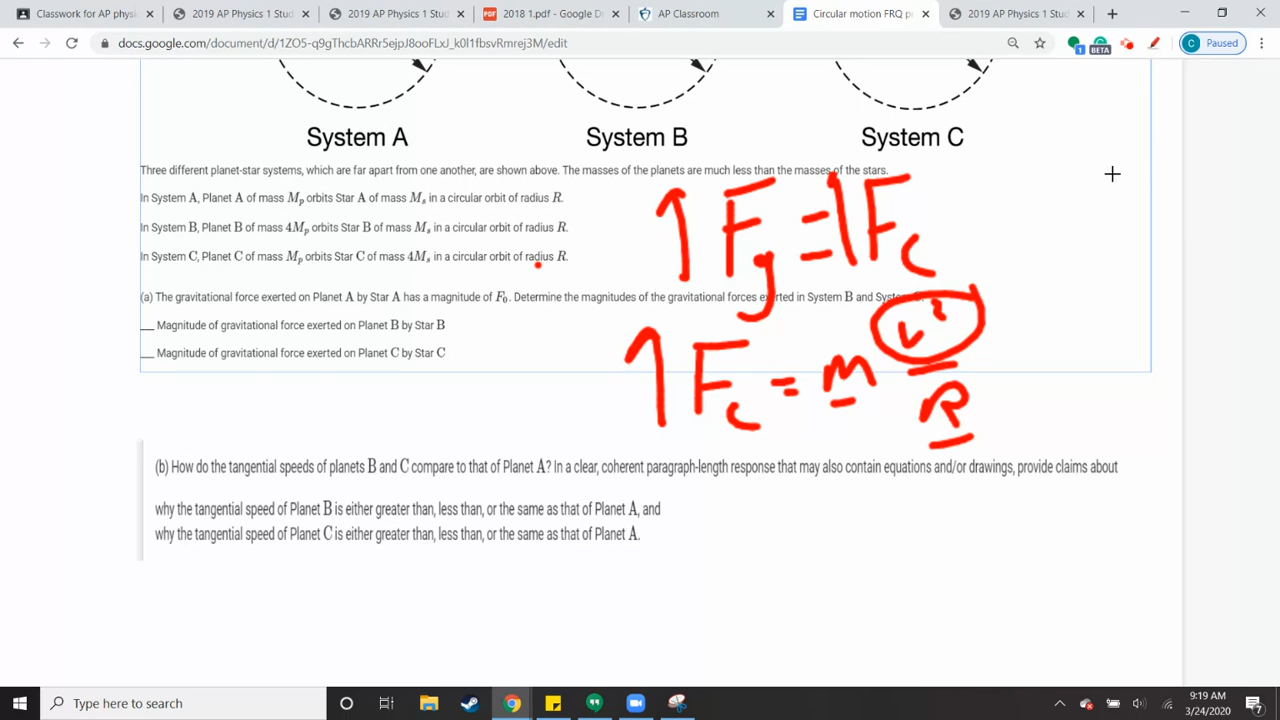 Classwork for AP physic
2019 AP Physics 1 Stud
2019 AP Physics 1 Stud
2018 1.pdf - Google D
AP Classroom
Circular motion FRQ p
2019 AP Physics 1 Stud
docs.google.com/document/d/1ZO5-q9gThcbARRr5ejpJ8ooFLxJ_k0l1fbsvRmrej3M/edit
1
BETA
C Paused
System A System B System C
Three different planet-star systems, which are far apart from one another, are shown above. The masses of the planets are much less than the masses of the stars.
In System A, Planet A of mass Mp orbits Star A of mass Ms in a circular orbit of radius R.
In System B, Planet B of mass 4Mp orbits Star B of mass Ms in a circular orbit of radius R.
In System C, Planet C of mass Mp orbits Star C of mass 4Ms in a circular orbit of radius R.
↑ Fg = ↑ Fc
(a) The gravitational force exerted on Planet A by Star A has a magnitude of F0. Determine the magnitudes of the gravitational forces exerted in System B and System
__ Magnitude of gravitational force exerted on Planet B by Star B
__ Magnitude of gravitational force exerted on Planet C by Star C
↑ Fc = m v²/R
(b) How do the tangential speeds of planets B and C compare to that of Planet A? In a clear, coherent paragraph-length response that may also contain equations and/or drawings, provide claims about
why the tangential speed of Planet B is either greater than, less than, or the same as that of Planet A, and
why the tangential speed of Planet C is either greater than, less than, or the same as that of Planet A.
Type here to search
9:19 AM
3/24/2020
7